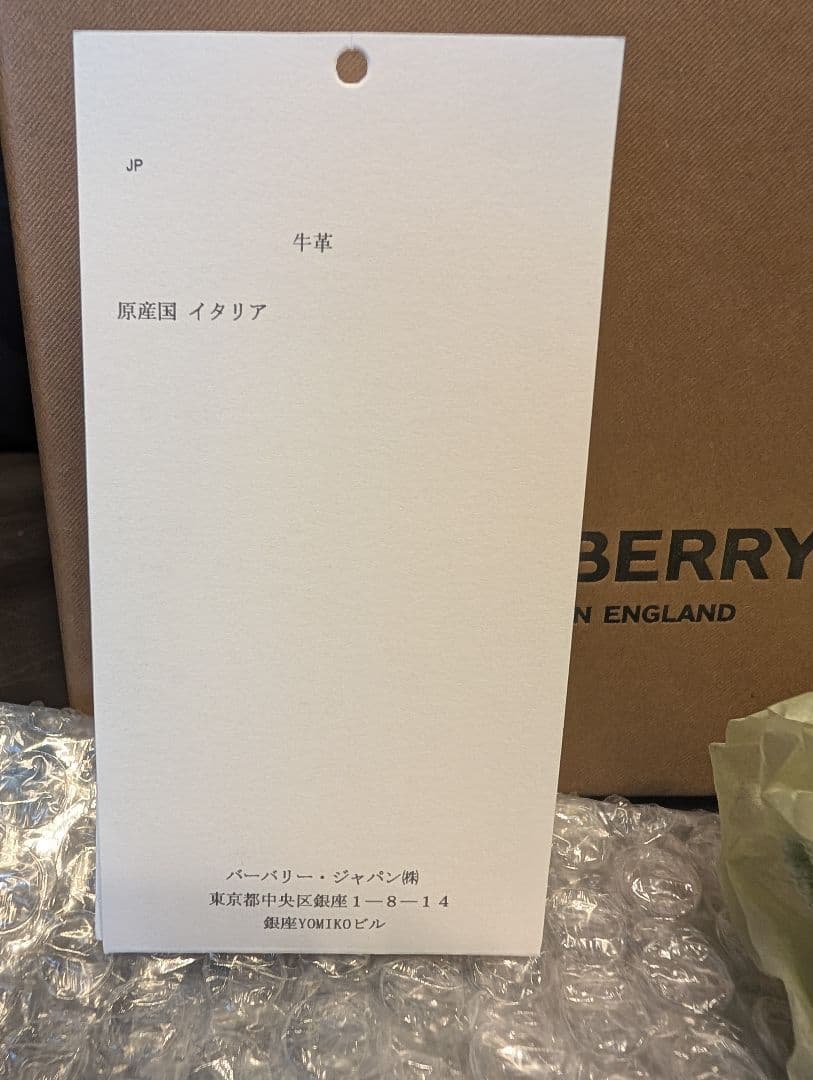 JP
牛革
原産国 イタリア
BERRY
N ENGLAND
バーバリー・ジャパン㈱
東京都中央区銀座1―8―14
銀座YOMIKOビル